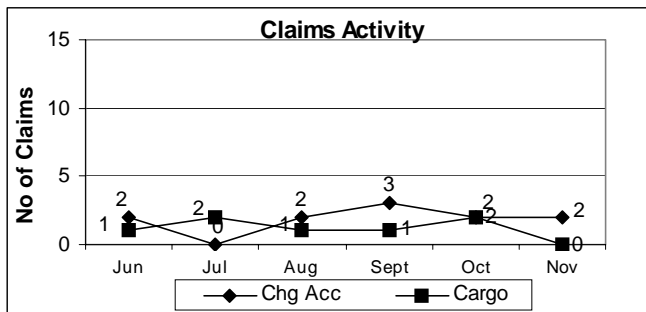 Claims Activity
No of Claims
15
10
5
0
2 0 2 3 2 2
1 2 1 1 2 0
Jun Jul Aug Sept Oct Nov
Chg Acc Cargo